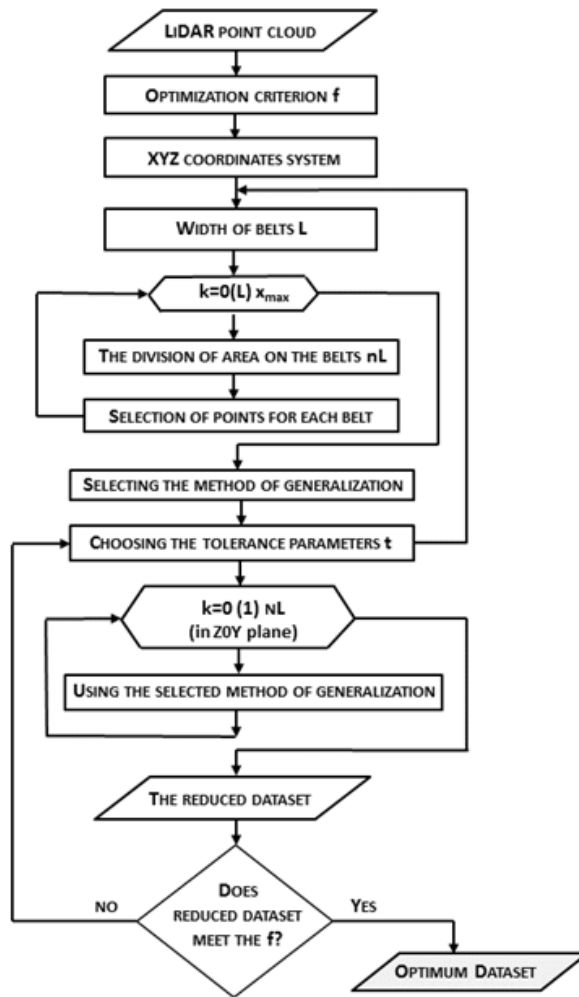 LiDAR POINT CLOUD
OPTIMIZATION CRITERION f
XYZ COORDINATES SYSTEM
WIDTH OF BELTS L
k=0(L) xmax
THE DIVISION OF AREA ON THE BELTS nL
SELECTION OF POINTS FOR EACH BELT
SELECTING THE METHOD OF GENERALIZATION
CHOOSING THE TOLERANCE PARAMETERS t
k=0 (1) NL
(in Z0Y plane)
USING THE SELECTED METHOD OF GENERALIZATION
THE REDUCED DATASET
DOES
REDUCED DATASET
MEET THE f?
NO
YES
OPTIMUM DATASET